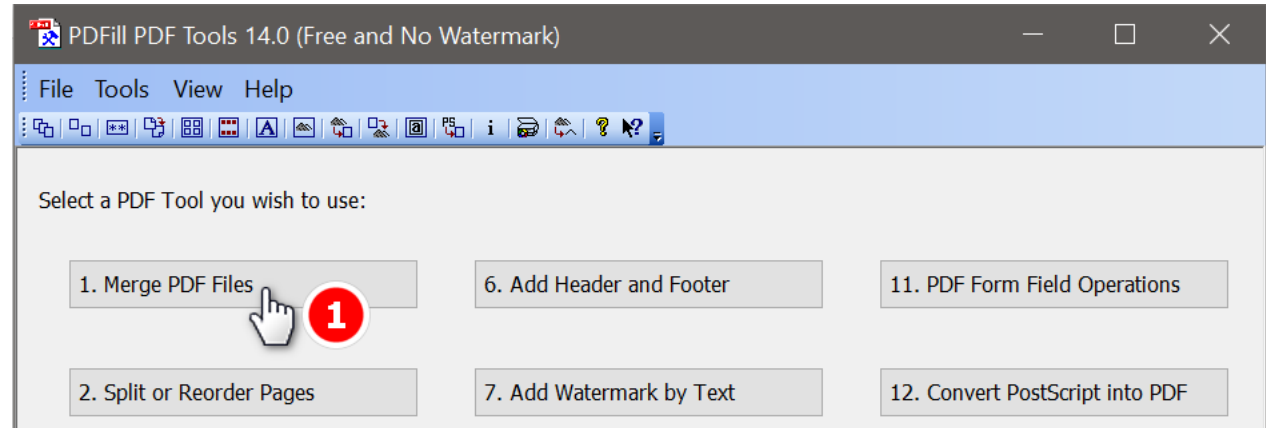 PDFill PDF Tools 14.0 (Free and No Watermark)
File Tools View Help
Select a PDF Tool you wish to use:
1. Merge PDF Files
6. Add Header and Footer
11. PDF Form Field Operations
1
2. Split or Reorder Pages
7. Add Watermark by Text
12. Convert PostScript into PDF